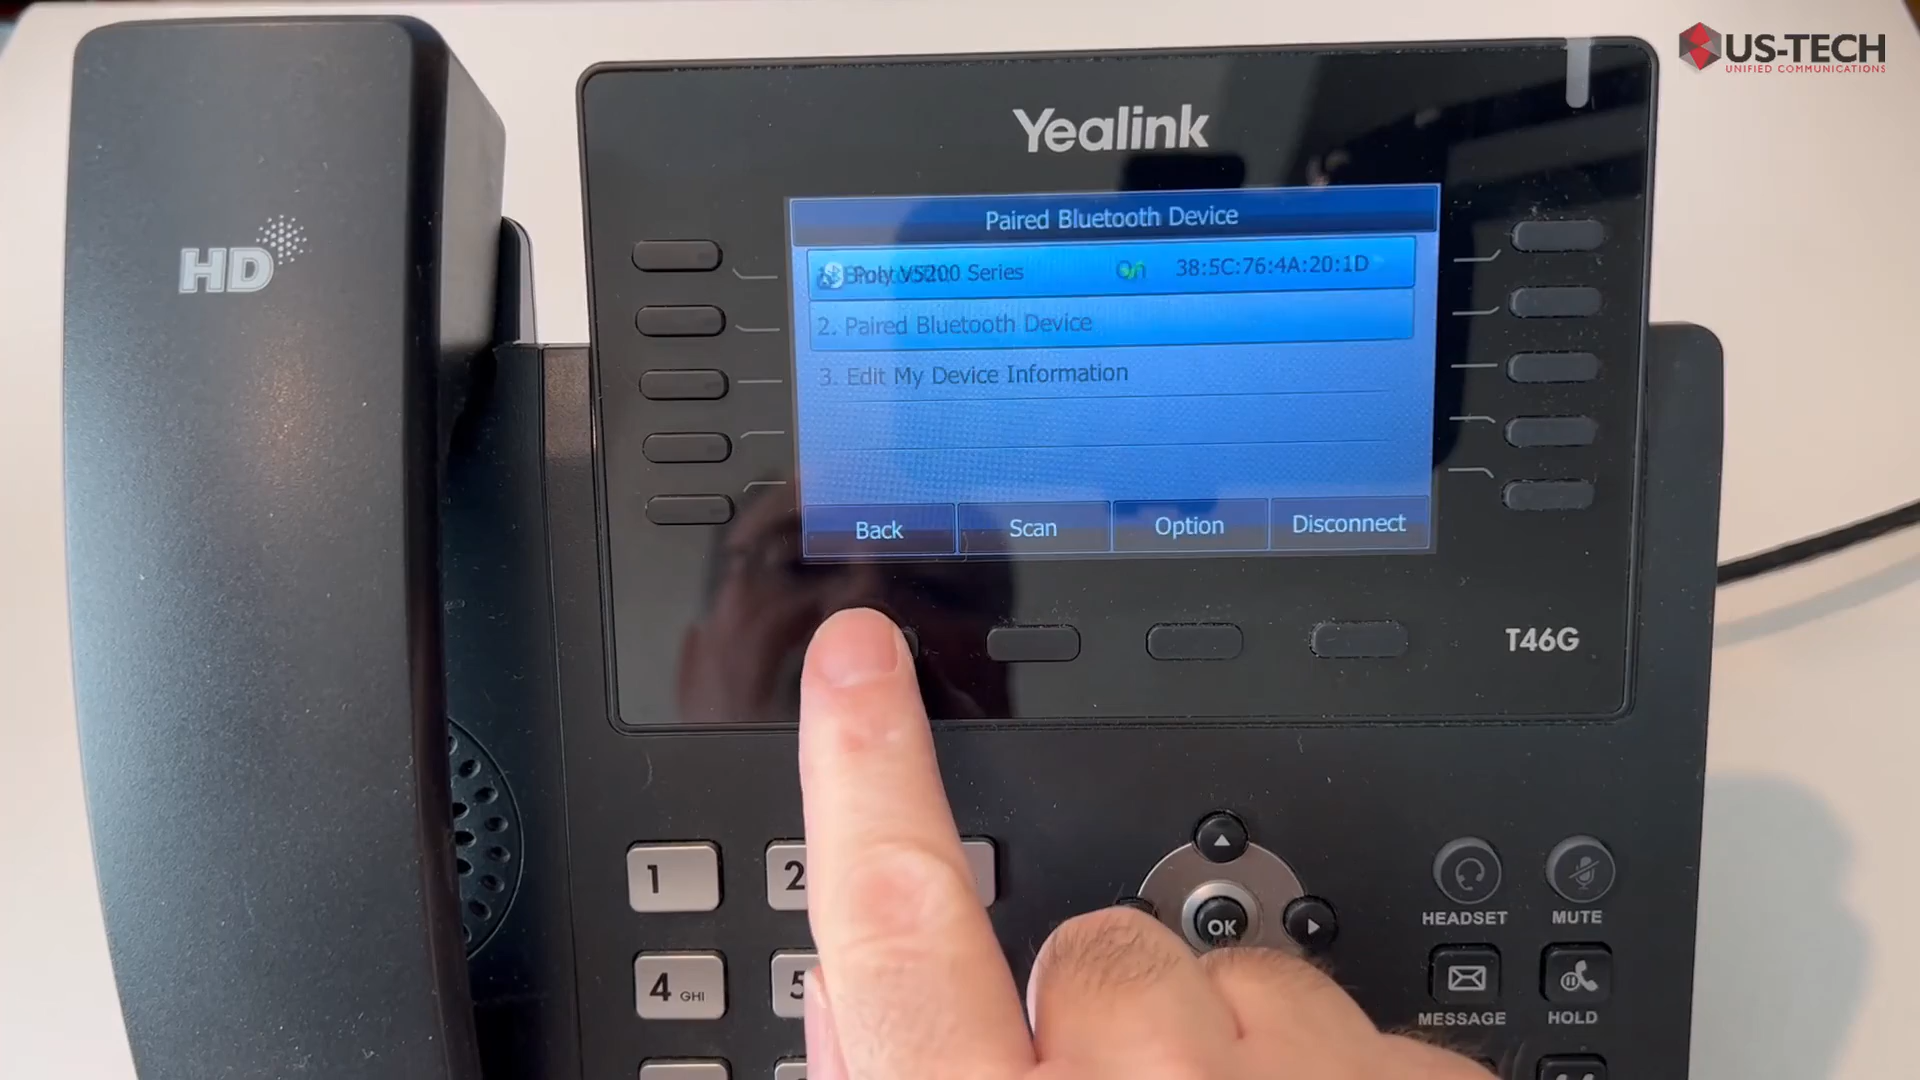 US-TECH
UNIFIED COMMUNICATIONS
Yealink
HD
Paired Bluetooth Device
Poly V5200 Series On 38:5C:76:4A:20:1D
2. Paired Bluetooth Device
3. Edit My Device Information
Back Scan Option Disconnect
T46G
1 2
OK
HEADSET MUTE
4 GHI 5
MESSAGE HOLD